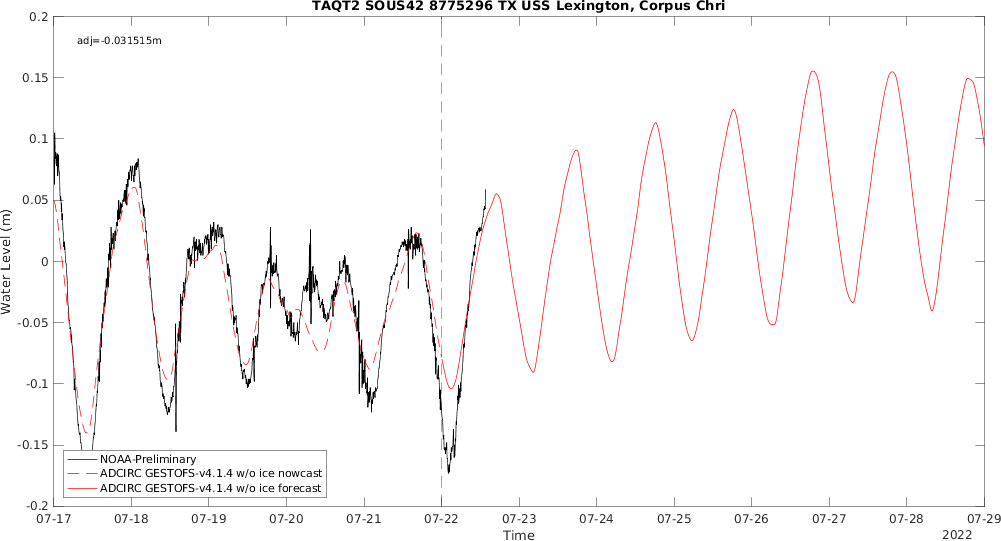 TAQT2 SOUS42 8775296 TX USS Lexington, Corpus Chri
adj=-0.031515m
0.2
0.15
0.1
0.05
0
-0.05
-0.1
-0.15
-0.2
Water Level (m)
NOAA-Preliminary
ADCIRC GESTOFS-v4.1.4 w/o ice nowcast
ADCIRC GESTOFS-v4.1.4 w/o ice forecast
07-17 07-18 07-19 07-20 07-21 07-22 07-23 07-24 07-25 07-26 07-27 07-28 07-29
Time
2022